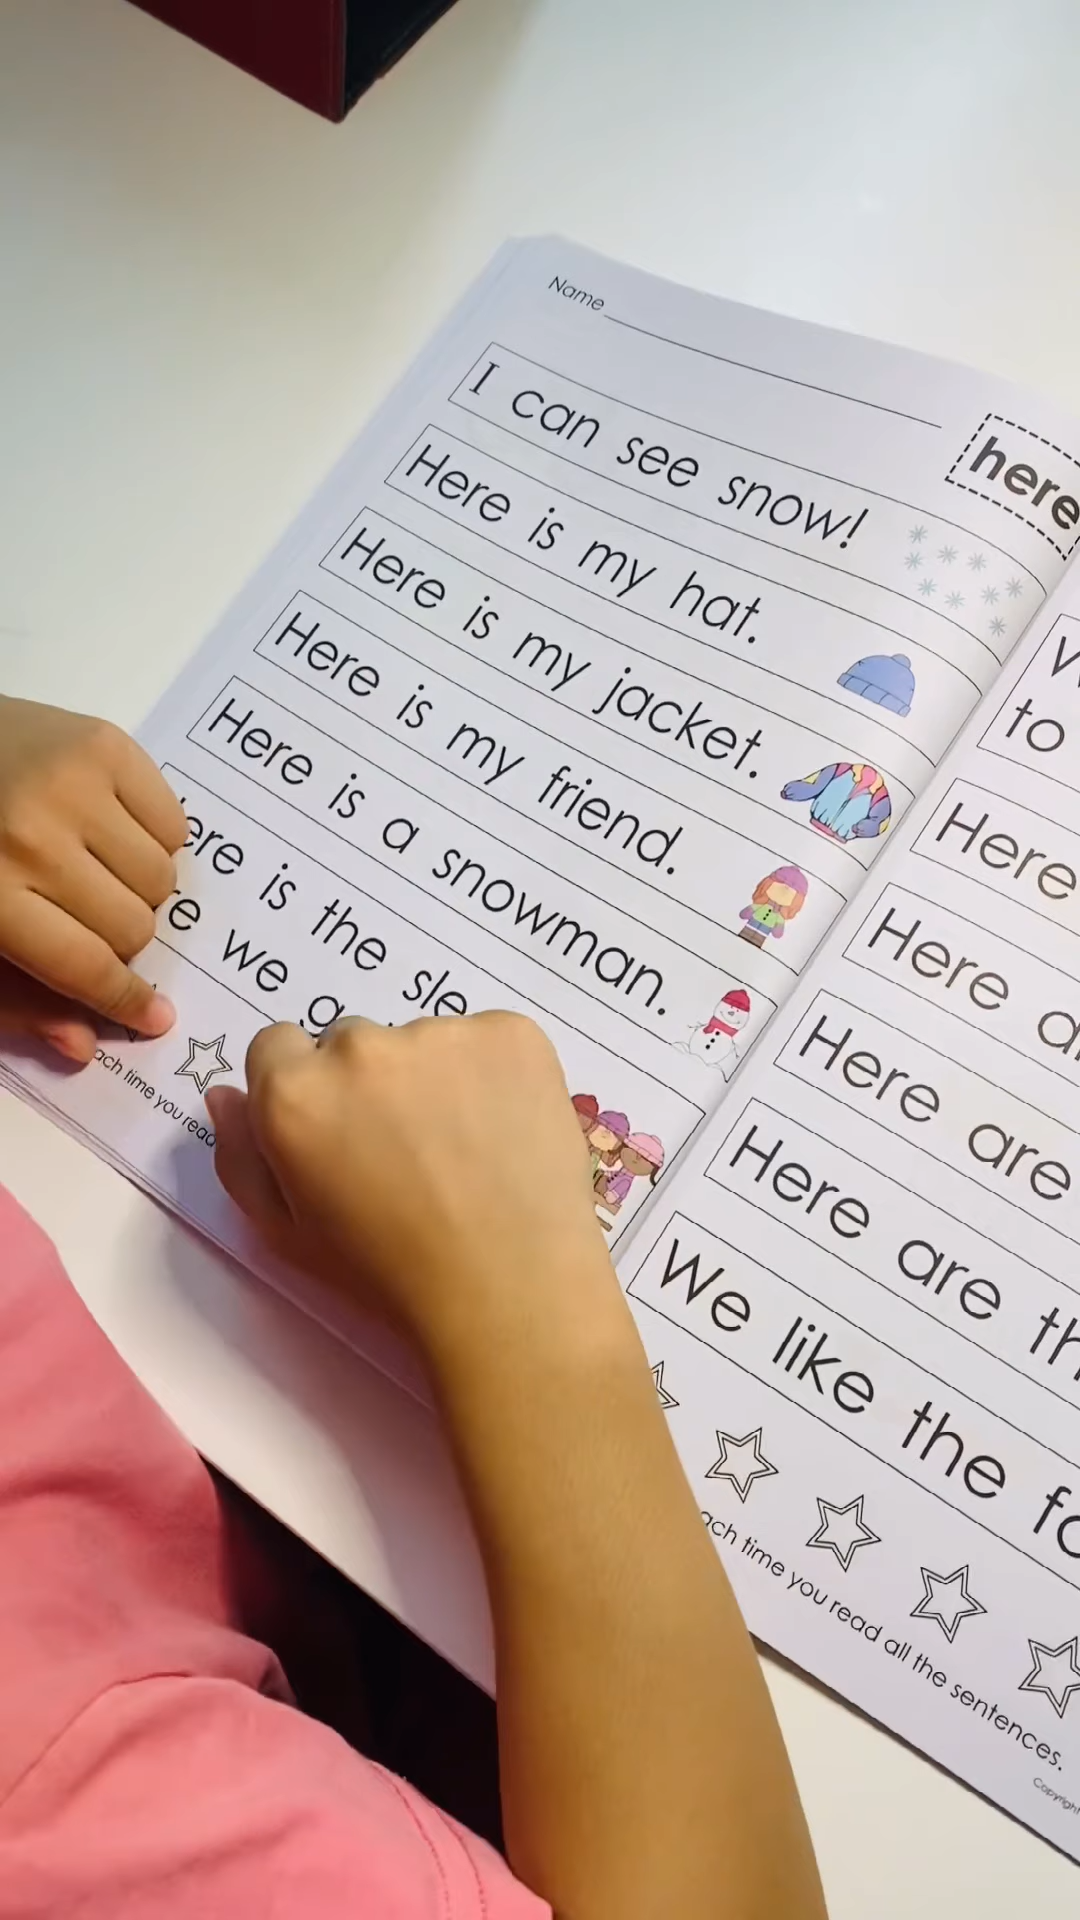 Name
I can see snow!
here
Here is my hat.
Here is my jacket.
Here is my friend.
Here is a snowman.
is the
we
ach time you read
to
Here
Here
Here are
Here are
We like the
ach time you read all the sentences.
Copyright